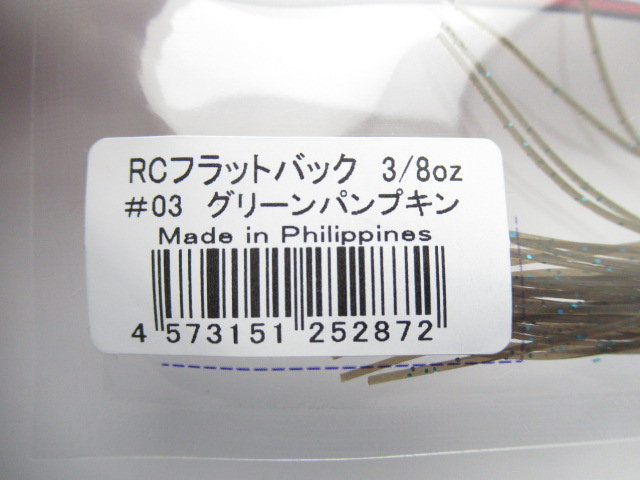 RCフラットバック 3/8oz
#03 グリーンパンプキン
Made in Philippines
4 573151 252872